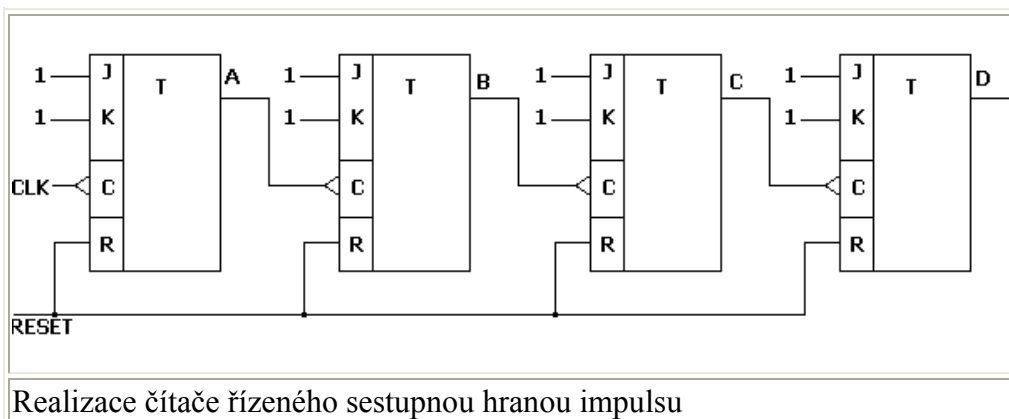 1 J T A 1 J T B 1 J T C 1 J T D
1 K 1 K 1 K 1 K
CLK C C C C
R R R R
RESET
Realizace čítače řízeného sestupnou hranou impulsu